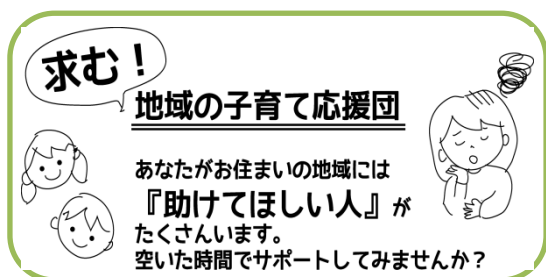 求む！
地域の子育て応援団
あなたがお住まいの地域には
『助けてほしい人』が
たくさんいます。
空いた時間でサポートしてみませんか？